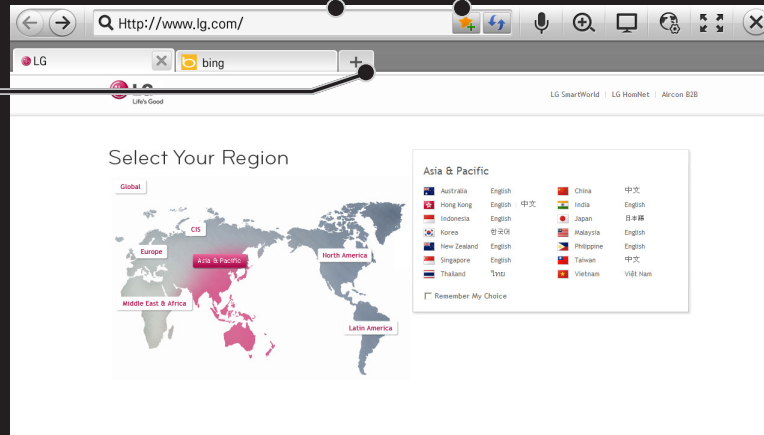 Http://www.lg.com/
LG
bing
LG
Life's Good
LG SmartWorld | LG HomNet | Aircon B2B
Select Your Region
Global
CIS
Europe
Asia & Pacific
North America
Middle East & Africa
Latin America
Asia & Pacific
Australia English China 中文
Hong Kong English | 中文 India English
Indonesia English Japan 日本語
Korea 한국어 Malaysia English
New Zealand English Philippine English
Singapore English Taiwan 中文
Thailand ไทย Vietnam Việt Nam
Remember My Choice